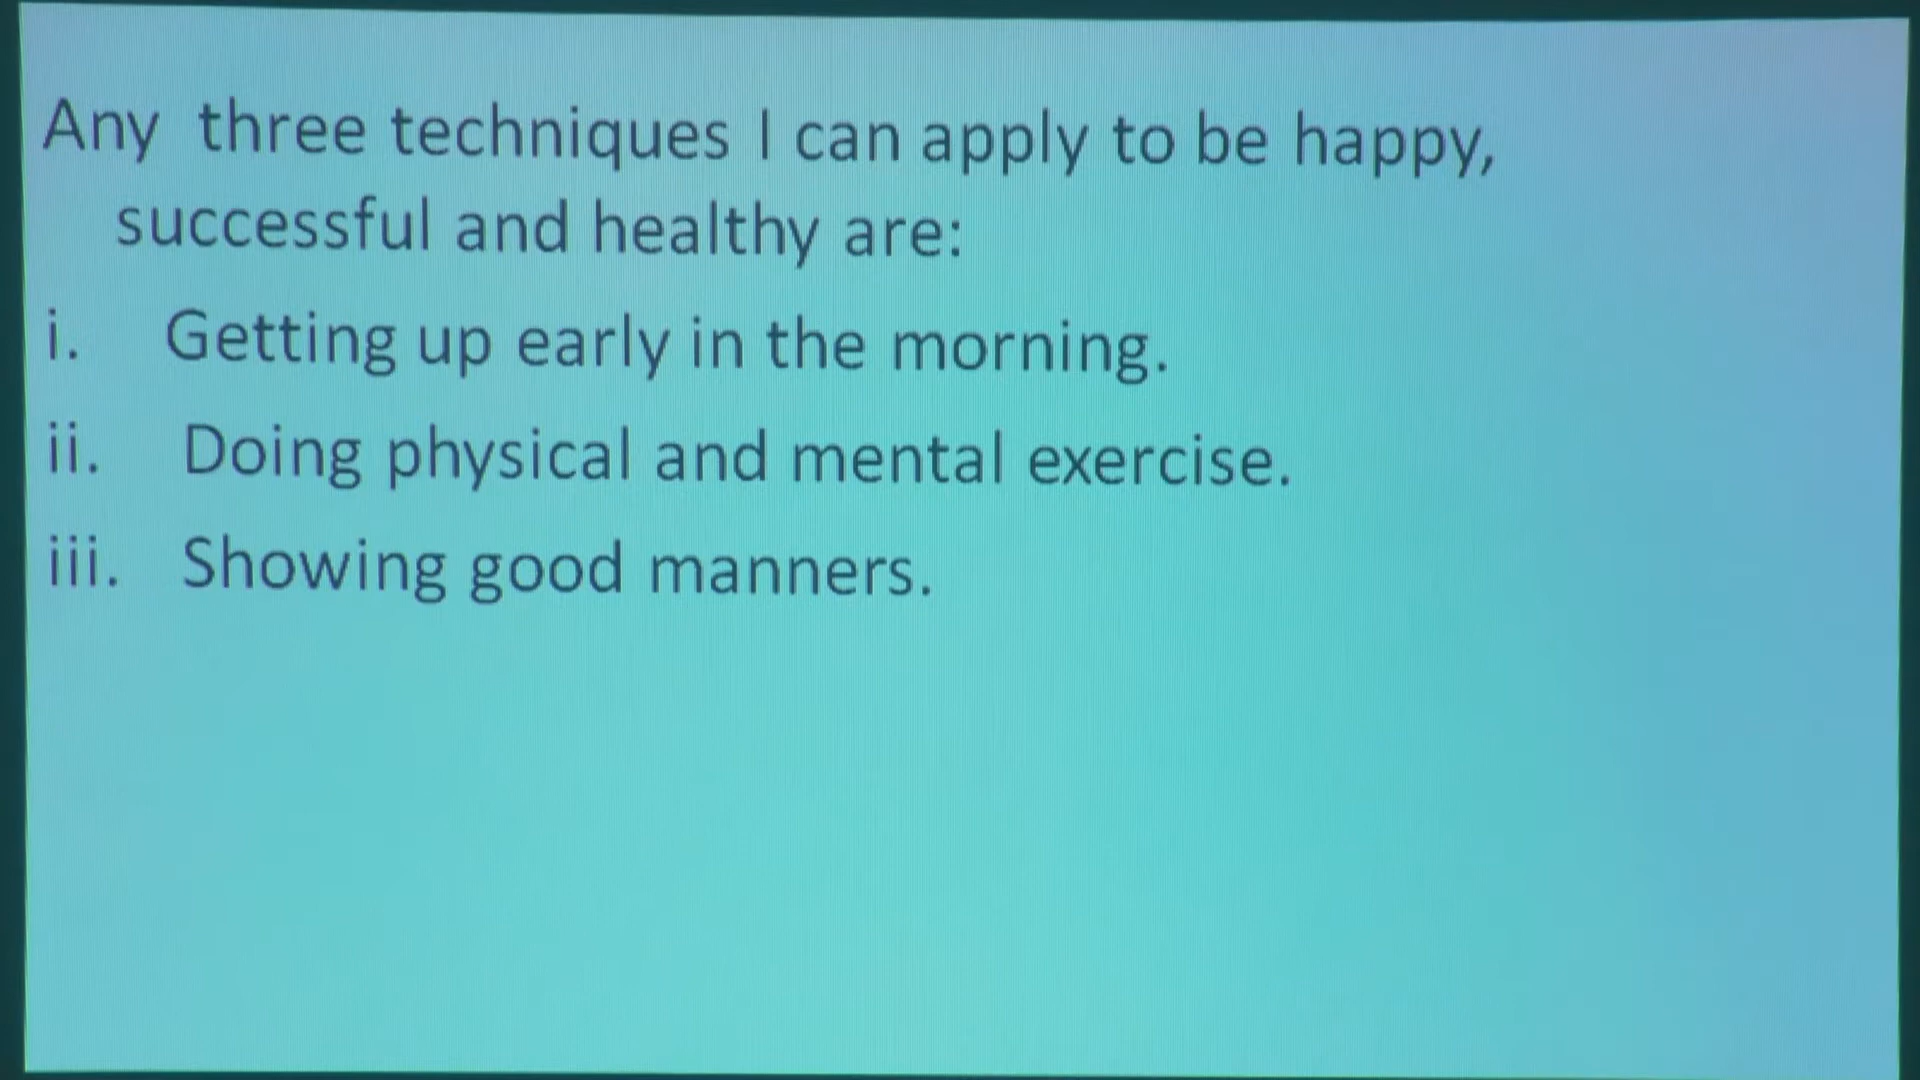 Any three techniques I can apply to be happy,
successful and healthy are:
i. Getting up early in the morning.
ii. Doing physical and mental exercise.
iii. Showing good manners.